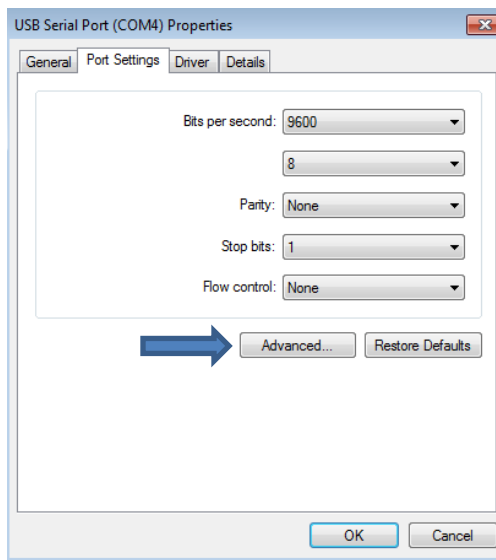 USB Serial Port (COM4) Properties
General Port Settings Driver Details
Bits per second: 9600
8
Parity: None
Stop bits: 1
Flow control: None
Advanced... Restore Defaults
OK Cancel